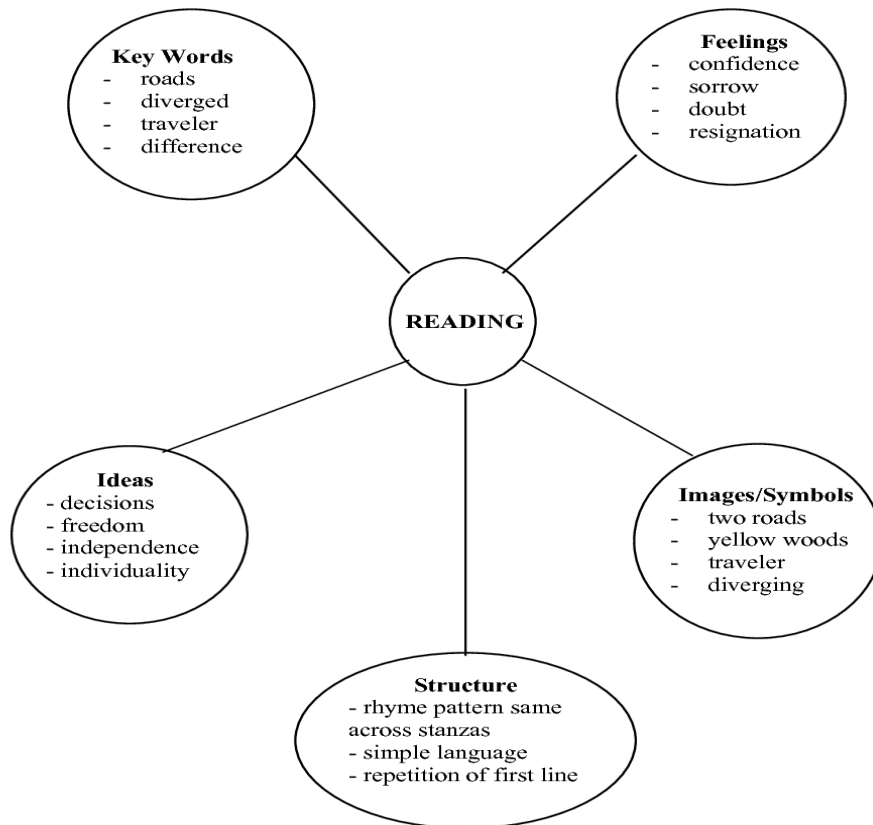 Key Words
- roads
- diverged
- traveler
- difference
Feelings
- confidence
- sorrow
- doubt
- resignation
READING
Ideas
- decisions
- freedom
- independence
- individuality
Images/Symbols
- two roads
- yellow woods
- traveler
- diverging
Structure
- rhyme pattern same
across stanzas
- simple language
- repetition of first line